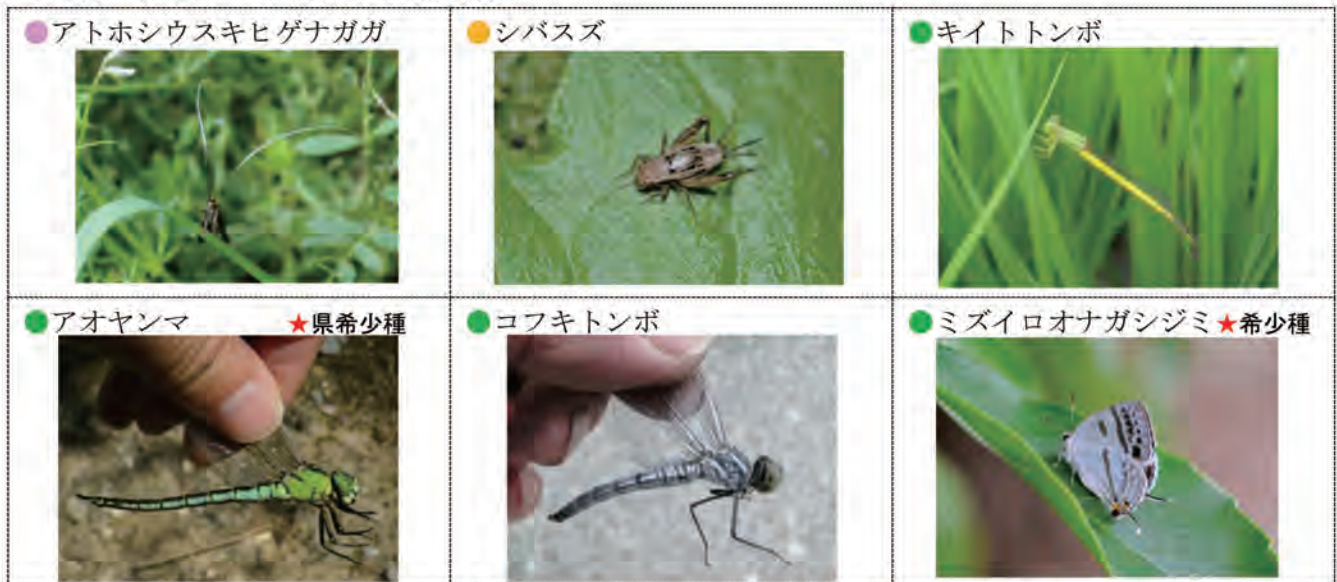 ●アトホシウスキヒゲナガガ
●シバスズ
●キイトトンボ
●アオヤンマ ★県希少種
●コフキトンボ
●ミズイロオナガシジミ★希少種